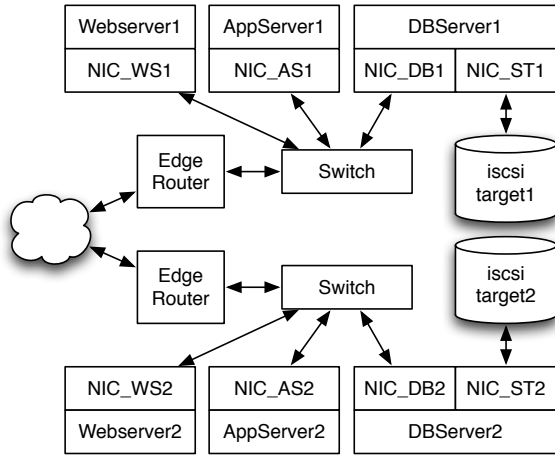 Webserver1
AppServer1
DBServer1
NIC_WS1
NIC_AS1
NIC_DB1
NIC_ST1
Edge
Router
Switch
iscsi
target1
Edge
Router
Switch
iscsi
target2
NIC_WS2
NIC_AS2
NIC_DB2
NIC_ST2
Webserver2
AppServer2
DBServer2